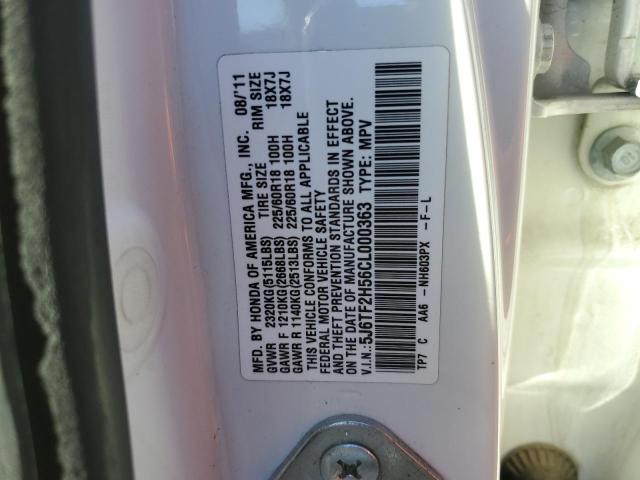 MFD. BY HONDA OF AMERICA MFG., INC. 08/'11
TIRE SIZE RIM SIZE
GVWR 2320KG(5115LBS)
GAWR F 1210KG(2668LBS) 225/60R18 100H 18X7J
GAWR R 1140KG(2513LBS) 225/60R18 100H 18X7J
THIS VEHICLE CONFORMS TO ALL APPLICABLE
FEDERAL MOTOR VEHICLE SAFETY
AND THEFT PREVENTION STANDARDS IN EFFECT
ON THE DATE OF MANUFACTURE SHOWN ABOVE.
V.I.N.: 5J6TF2H56CL000363 TYPE: MPV
TP7 C AA6 -NH603PX -F-L